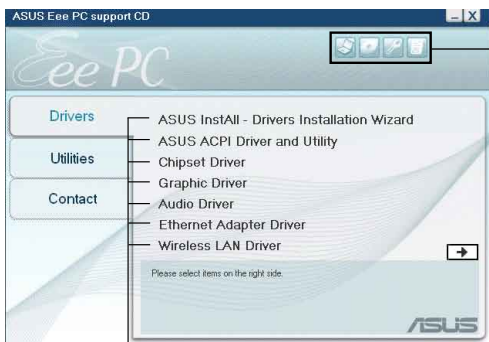 ASUS Eee PC support CD
Eee PC
Drivers
Utilities
Contact
ASUS InstAll - Drivers Installation Wizard
ASUS ACPI Driver and Utility
Chipset Driver
Graphic Driver
Audio Driver
Ethernet Adapter Driver
Wireless LAN Driver
Please select items on the right side.
ASUS